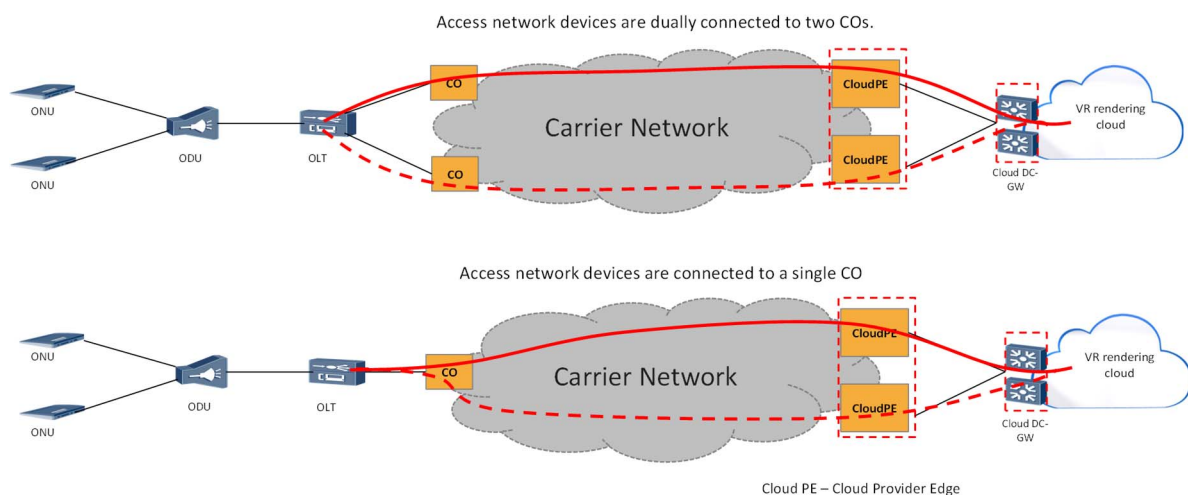 Access network devices are dually connected to two COs.
ONU
ONU
ODU
OLT
CO
CO
Carrier Network
CloudPE
CloudPE
Cloud DC-
GW
VR rendering
cloud
Access network devices are connected to a single CO
ONU
ONU
ODU
OLT
CO
Carrier Network
CloudPE
CloudPE
Cloud DC-
GW
VR rendering
cloud
Cloud PE – Cloud Provider Edge